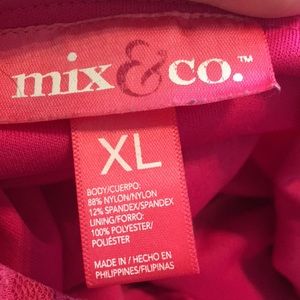 mix & co.™
XL
BODY/CUERPO:
88% NYLON/NYLON
12% SPANDEX/SPANDEX
LINING/FORRO:
100% POLYESTER/
POLIÉSTER
MADE IN / HECHO EN
PHILIPPINES/FILIPINAS